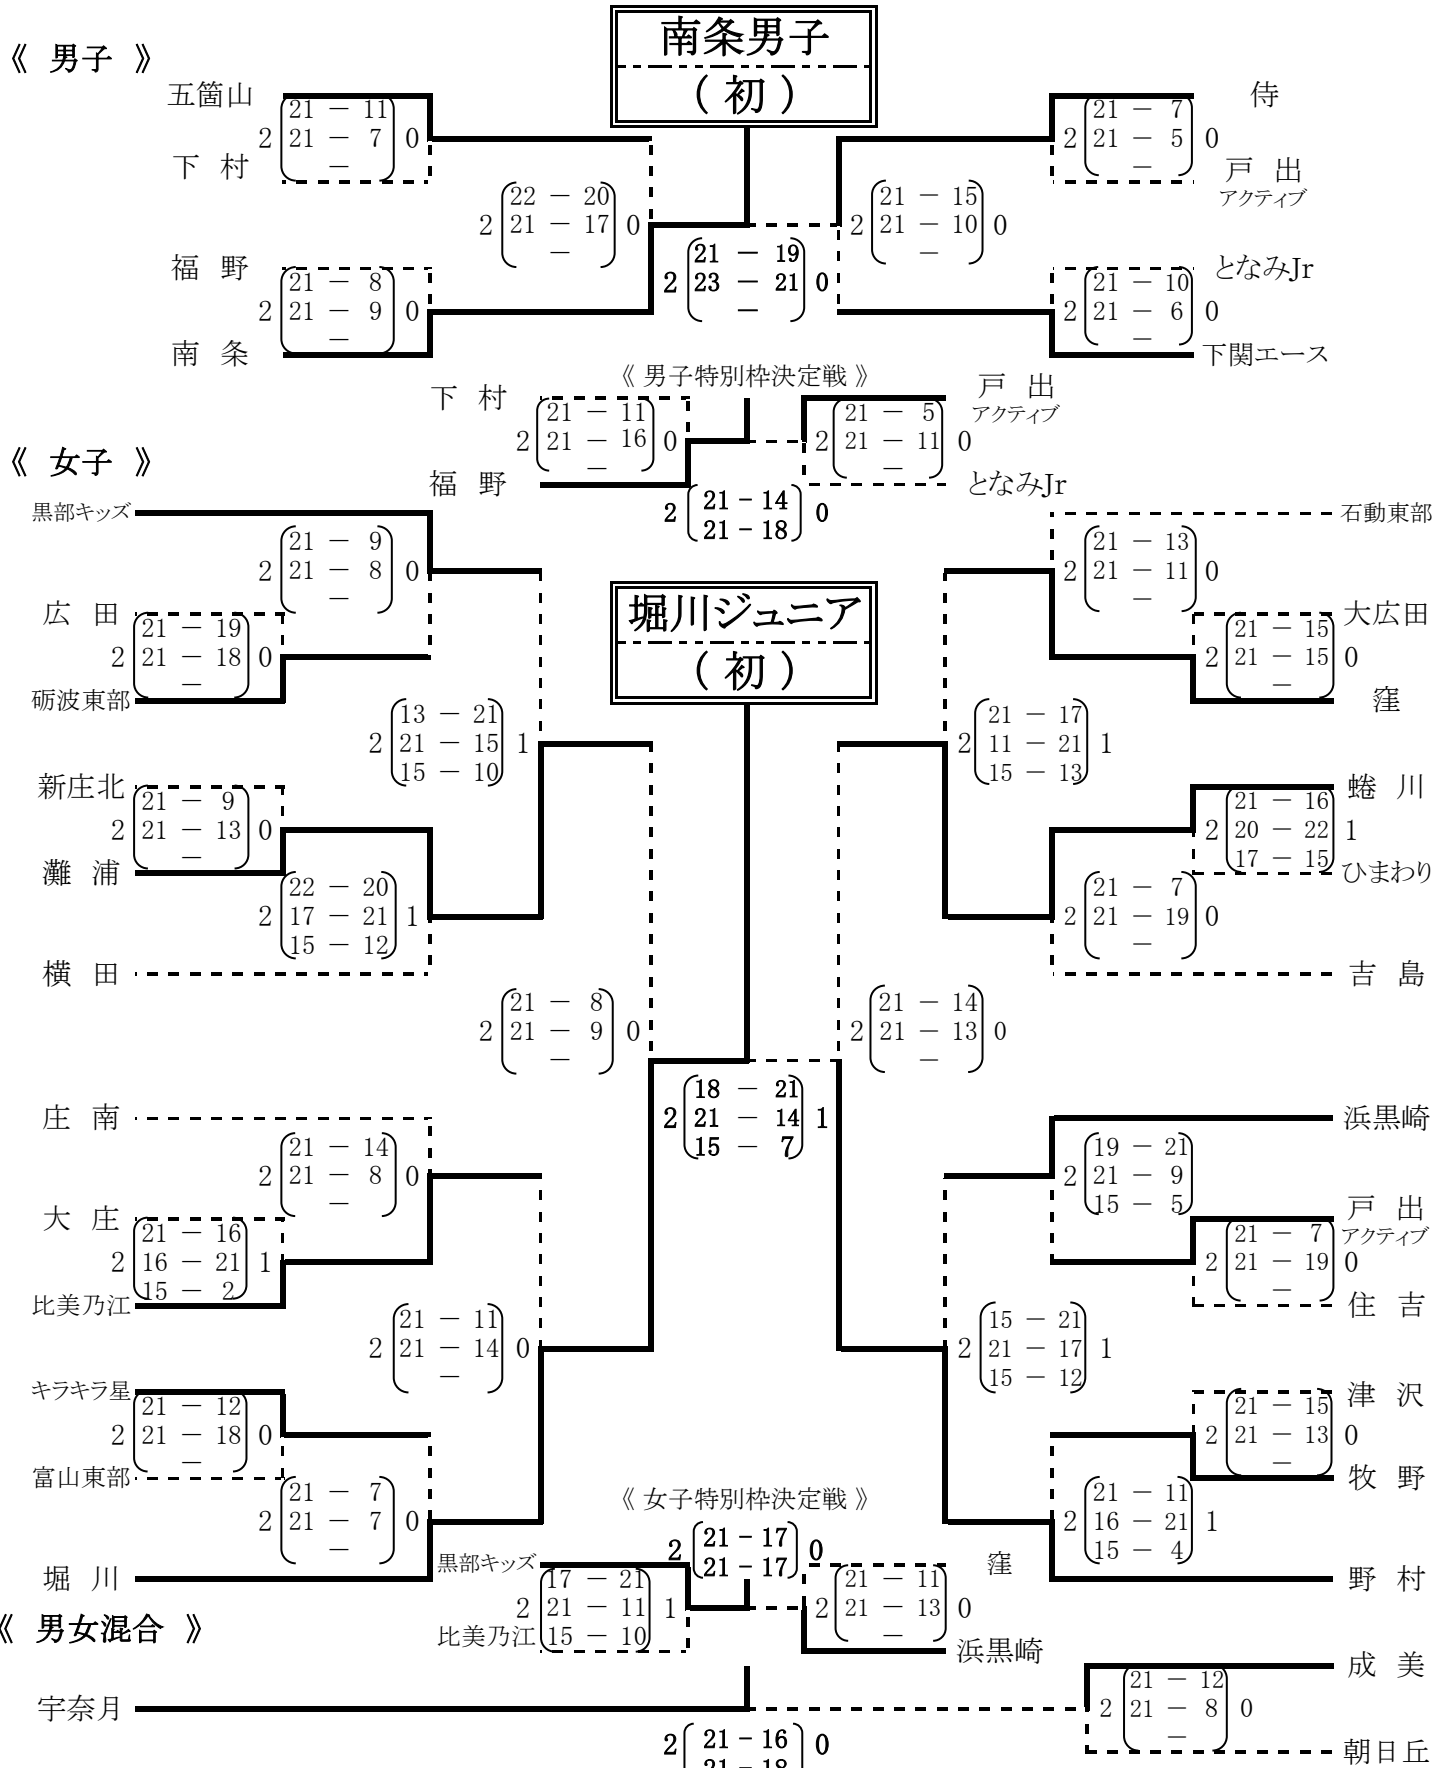 南条男子
( 初 )
《 男子 》
五箇山
2 21 － 11 0
21 － 7
－
下 村
侍
2 21 － 7 0
21 － 5
－
戸 出
アクティブ
2 22 － 20 0
21 － 17
－
2 21 － 15 0
21 － 10
－
福 野
2 21 － 8 0
21 － 9
－
南 条
2 21 － 19 0
23 － 21
－
となみJr
2 21 － 10 0
21 － 6
－
下関エース
《 男子特別枠決定戦 》
下 村
2 21 － 11 0
21 － 16
－
福 野
戸 出
アクティブ
2 21 － 5 0
21 － 11
－
となみJr
2 21 － 14 0
21 － 18
《 女子 》
堀川ジュニア
( 初 )
黒部キッズ
2 21 － 9 0
21 － 8
－
広 田
2 21 － 19 0
21 － 18
－
砺波東部
2 13 － 21 1
21 － 15
15 － 10
新庄北
2 21 － 9 0
21 － 13
－
灘 浦
2 22 － 20 1
17 － 21
15 － 12
横 田
2 21 － 8 0
21 － 9
－
石動東部
2 21 － 13 0
21 － 11
－
大広田
2 21 － 15 0
21 － 15
－
窪
2 21 － 17 1
11 － 21
15 － 13
蜷 川
2 21 － 16 1
20 － 22
17 － 15
ひまわり
2 21 － 7 0
21 － 19
－
吉 島
2 21 － 14 0
21 － 13
－
2 18 － 21 1
21 － 14
15 － 7
庄 南
2 21 － 14 0
21 － 8
－
大 庄
2 21 － 16 1
16 － 21
15 － 2
比美乃江
2 21 － 11 0
21 － 14
－
キラキラ星
2 21 － 12 0
21 － 18
－
富山東部
2 21 － 7 0
21 － 7
－
堀 川
浜黒崎
2 19 － 21
21 － 9
15 － 5
戸 出
アクティブ
2 21 － 7 0
21 － 19
－
住 吉
2 15 － 21 1
21 － 17
15 － 12
津 沢
2 21 － 15 0
21 － 13
－
牧 野
2 21 － 11 1
16 － 21
15 － 4
野 村
《 女子特別枠決定戦 》
2 21 － 17 0
21 － 17
黒部キッズ
2 17 － 21 1
21 － 11
15 － 10
比美乃江
窪
2 21 － 11 0
21 － 13
－
浜黒崎
《 男女混合 》
宇奈月
成 美
2 21 － 12 0
21 － 8
－
朝日丘
2 21 － 16 0
21 － 18